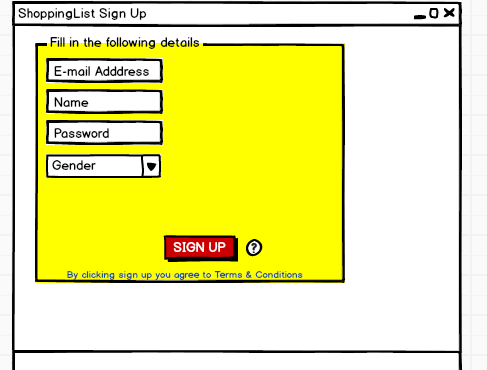 ShoppingList Sign Up
Fill in the following details
E-mail Adddress
Name
Password
Gender
SIGN UP ?
By clicking sign up you agree to Terms & Conditions